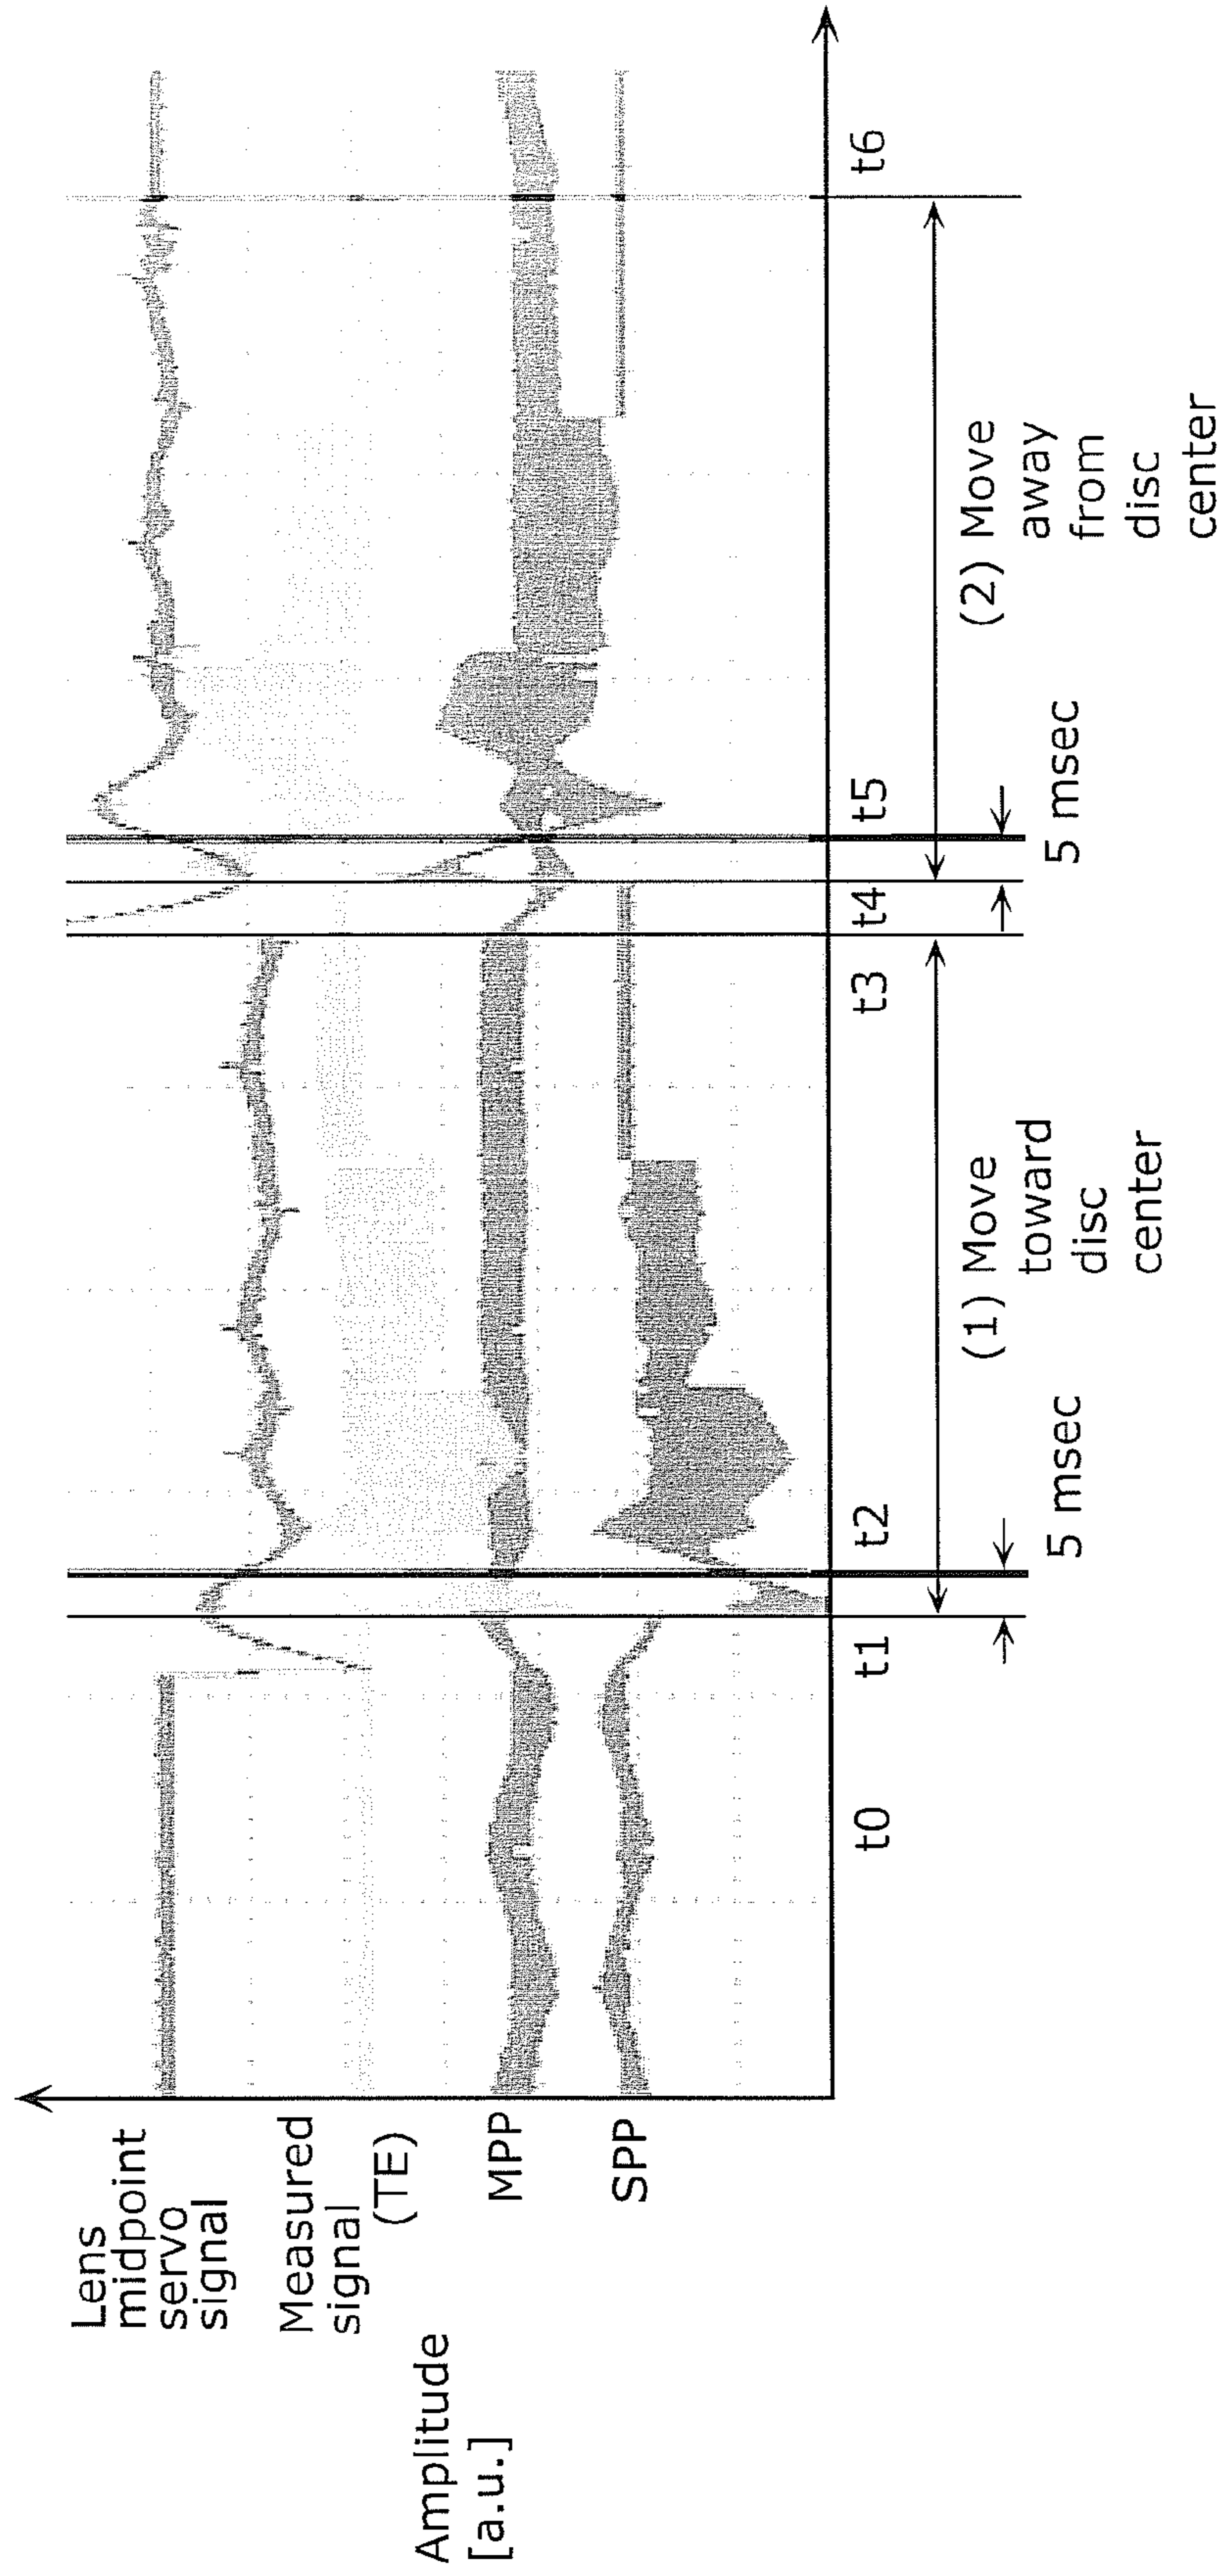 Lens
midpoint
servo
signal
Measured
signal
(TE)
Amplitude
[a.u.]
MPP
SPP
t0
t1
t2
t3
t4
t5
t6
5 msec
5 msec
(1) Move
toward
disc
center
(2) Move
away
from
disc
center